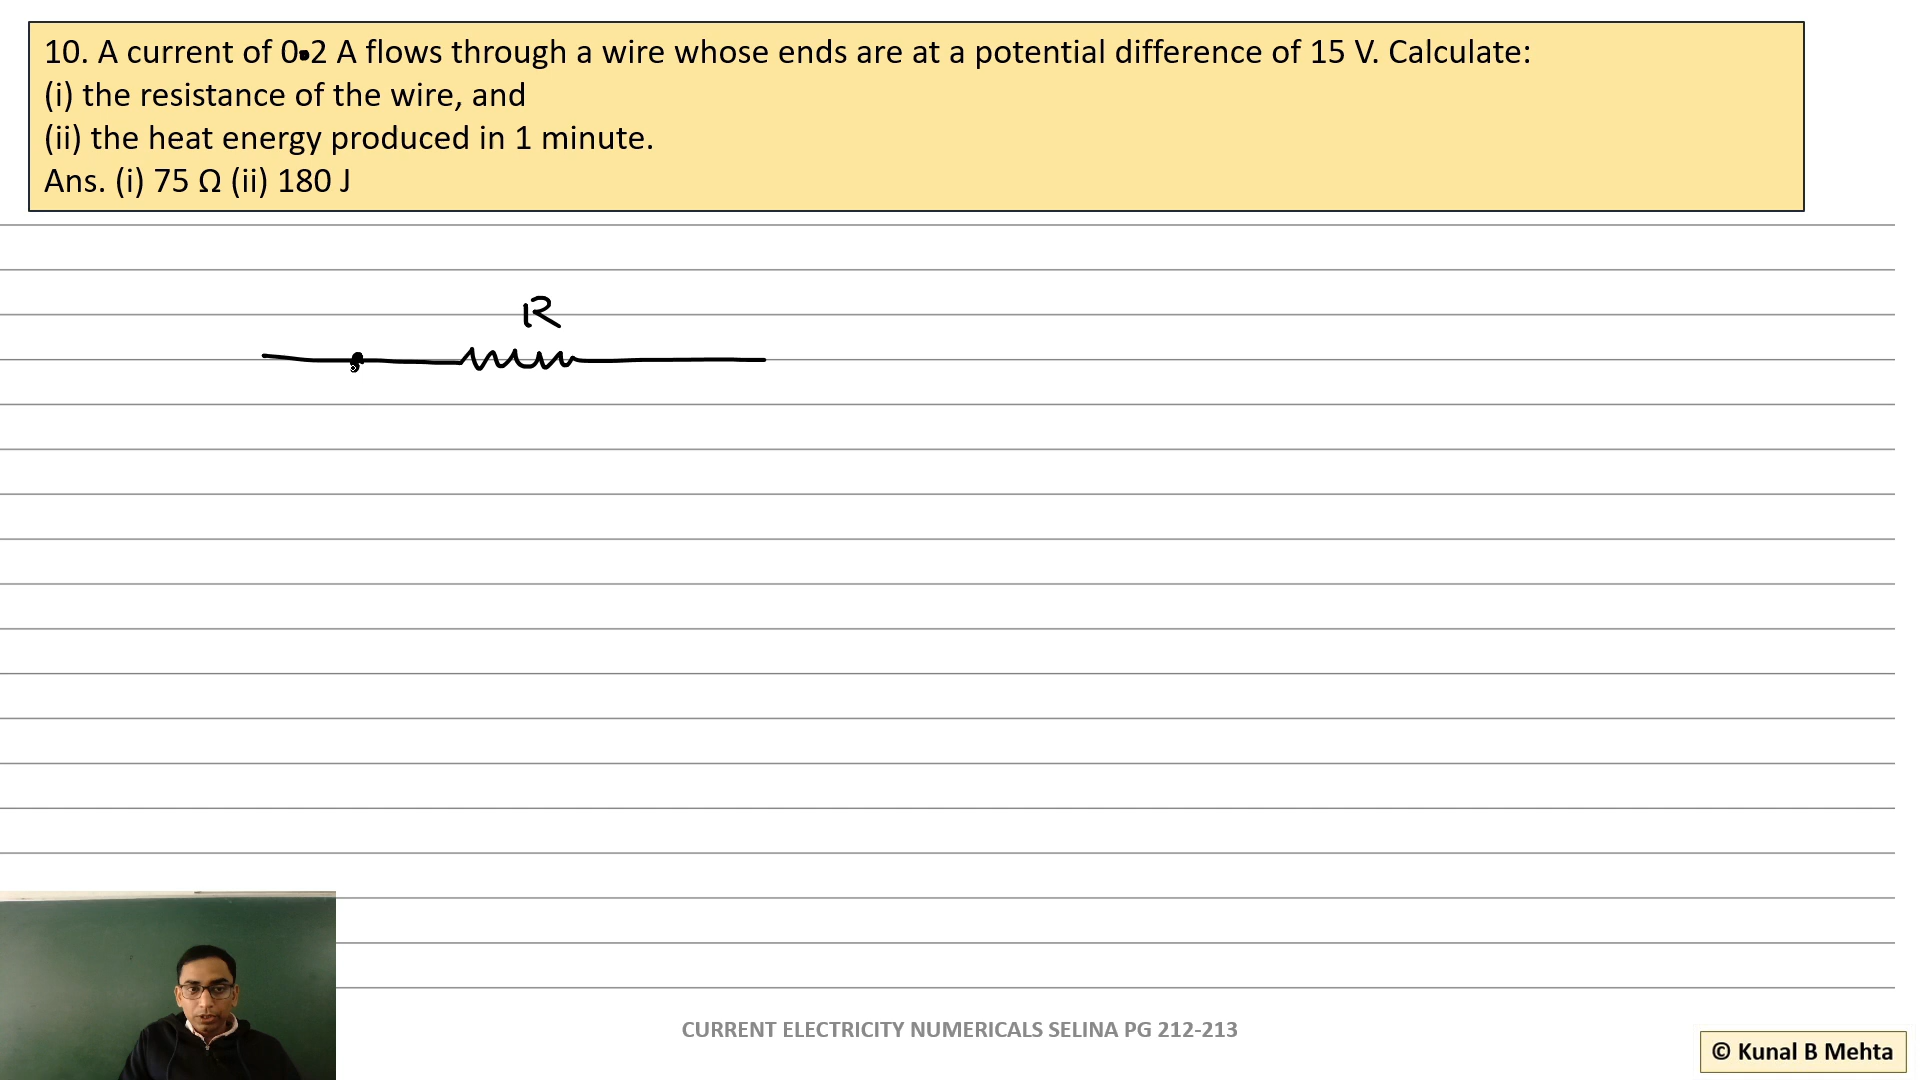 10. A current of 0.2 A flows through a wire whose ends are at a potential difference of 15 V. Calculate:
(i) the resistance of the wire, and
(ii) the heat energy produced in 1 minute.
Ans. (i) 75 Ω (ii) 180 J
R
CURRENT ELECTRICITY NUMERICALS SELINA PG 212-213
© Kunal B Mehta